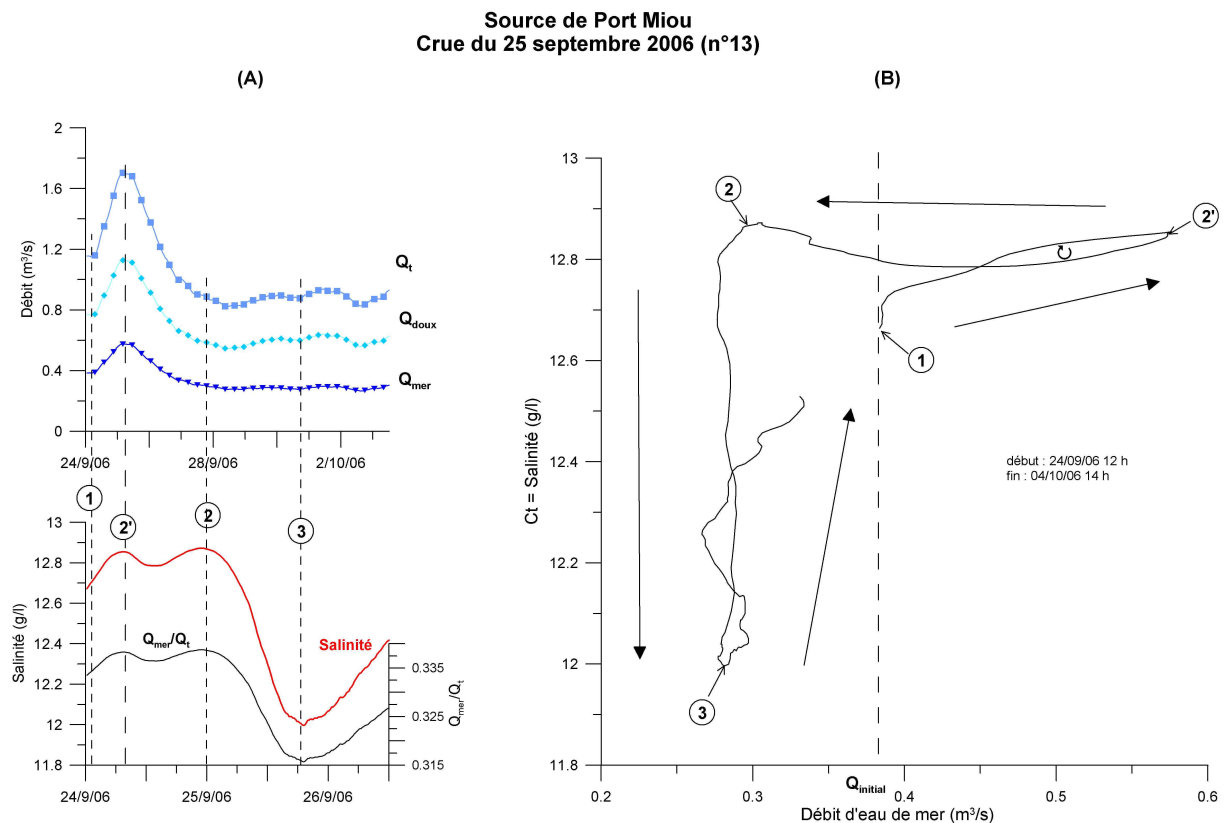 Source de Port Miou
Crue du 25 septembre 2006 (n°13)
(A)
2
1.6
1.2
0.8
0.4
0
Débit (m³/s)
Qt
Qdoux
Qmer
24/9/06
28/9/06
2/10/06
1
2'
2
3
13
12.8
12.6
12.4
12.2
12
11.8
Salinité (g/l)
Qmer/Qt
Salinité
0.335
0.325
0.315
Qmer/Qt
24/9/06
25/9/06
26/9/06
(B)
13
12.8
12.6
12.4
12.2
12
11.8
Ct = Salinité (g/l)
2
2'
1
3
début : 24/09/06 12 h
fin : 04/10/06 14 h
Qinitial
0.2
0.3
0.4
0.5
0.6
Débit d'eau de mer (m³/s)